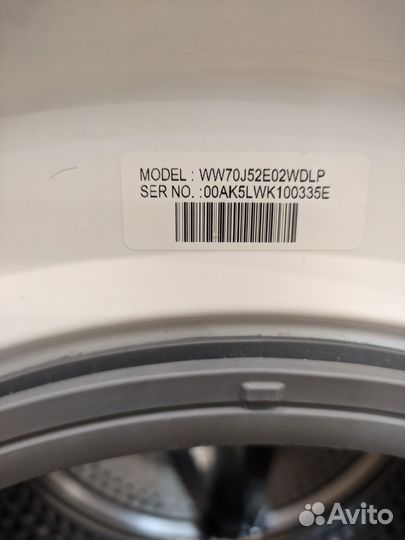 MODEL : WW70J52E02WDLP
SER NO. :00AK5LWK100335E
Avito